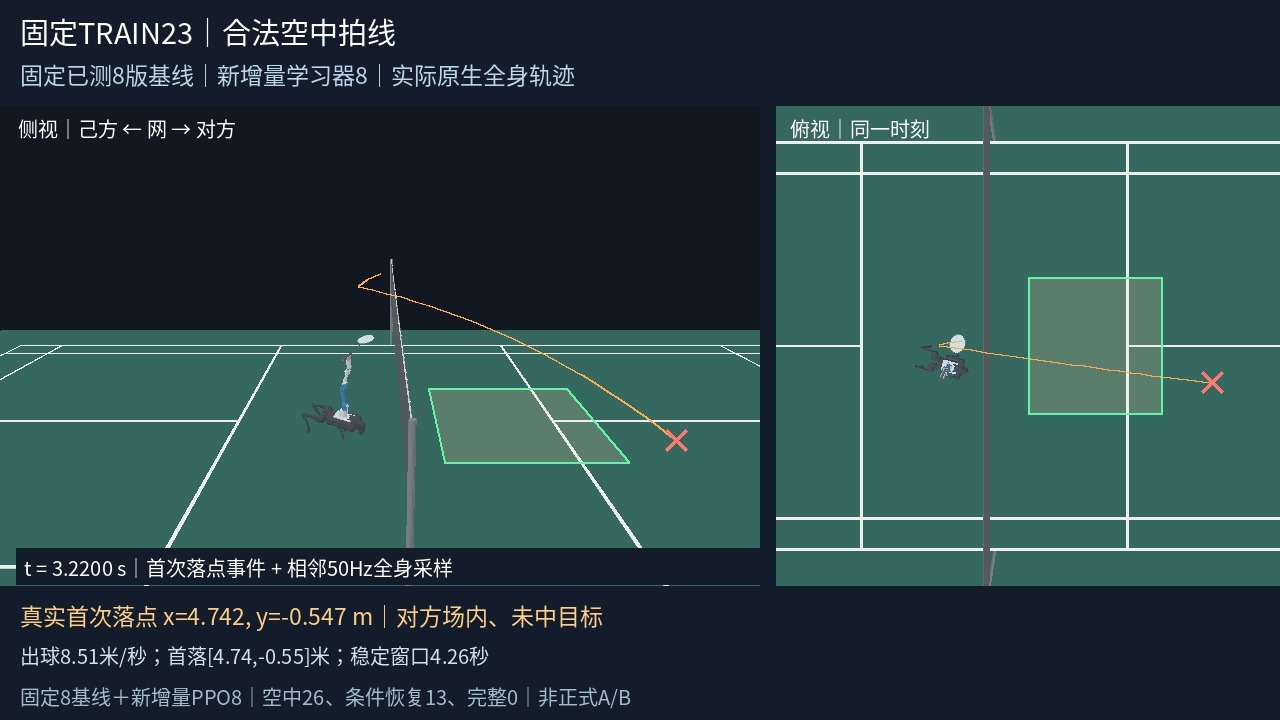 固定TRAIN23｜合法空中拍线
固定已测8版基线｜新增量学习器8｜实际原生全身轨迹
侧视｜己方 ← 网 → 对方
俯视｜同一时刻
t = 3.2200 s｜首次落点事件 + 相邻50Hz全身采样
真实首次落点 x=4.742, y=-0.547 m｜对方场内、未中目标
出球8.51米/秒；首落[4.74,-0.55]米；稳定窗口4.26秒
固定8基线＋新增量PPO8｜空中26、条件恢复13、完整0｜非正式A/B